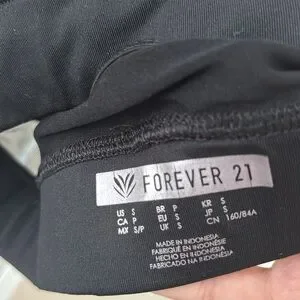 FOREVER 21
US S BR P KR S
CA P EU S JP S
MX S/P UK S CN 160/84A
MADE IN INDONESIA
FABRIQUÉ EN INDONÉSIE
HECHO EN INDONESIA
FABRICADO NA INDONÉSIA